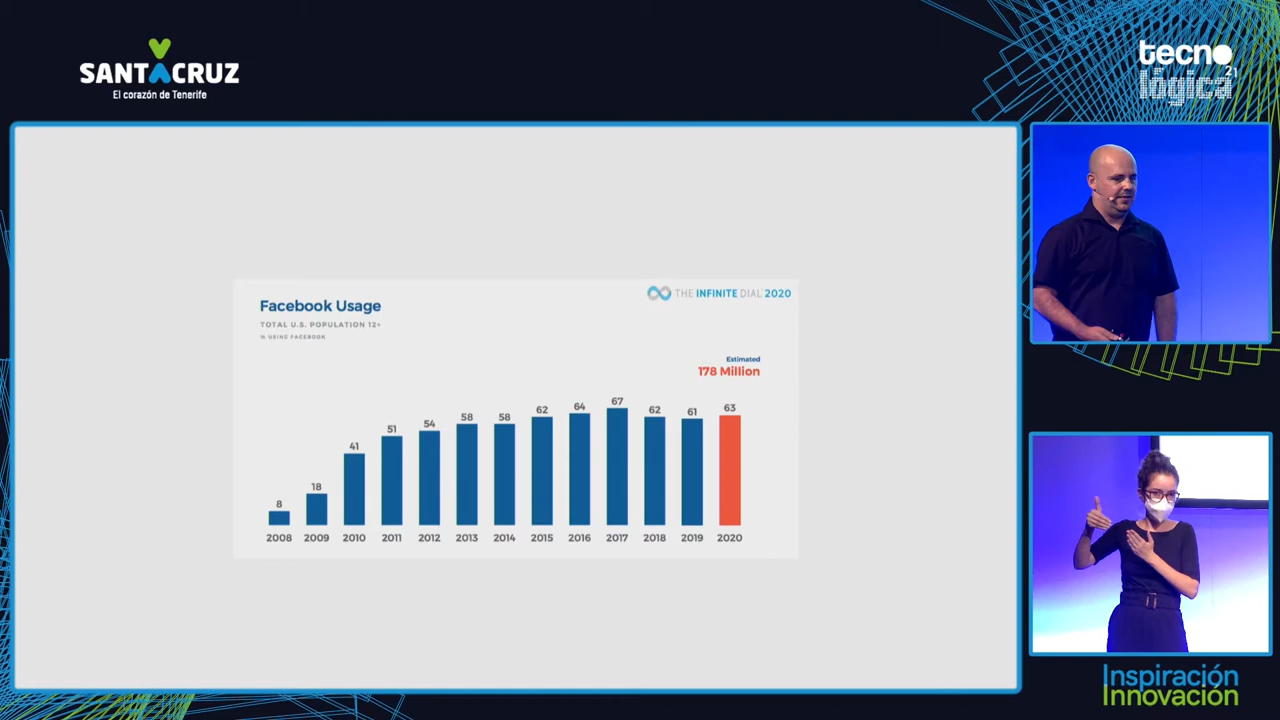 SANTACRUZ
El corazón de Tenerife
tecno
lógica
21
Facebook Usage
TOTAL U.S. POPULATION 12+
% USING FACEBOOK
THE INFINITE DIAL 2020
Estimated
178 Million
8 18 41 51 54 58 58 62 64 67 62 61 63
2008 2009 2010 2011 2012 2013 2014 2015 2016 2017 2018 2019 2020
Inspiración
Innovación